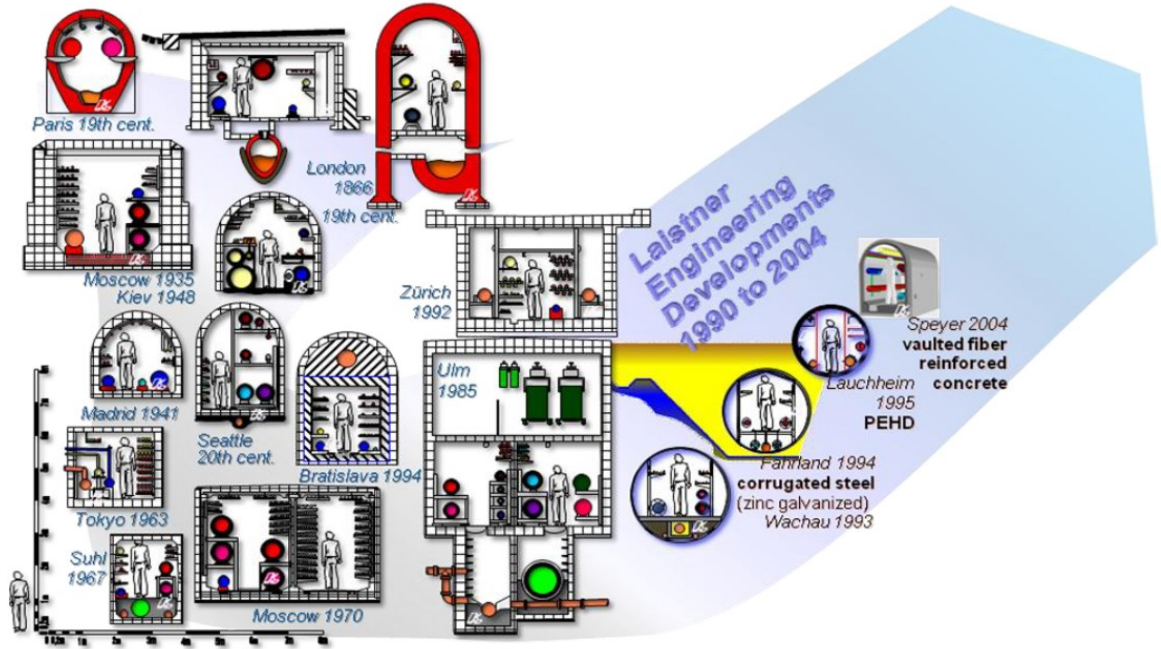 Paris 19th cent.
London
1866
19th cent.
Moscow 1935
Kiev 1948
Zürich
1992
Laistner
Engineering
Developments
1990 to 2004
Speyer 2004
vaulted fiber
reinforced
concrete
Lauchheim
1995
PEHD
Ulm
1985
Madrid 1941
Seattle
20th cent.
Bratislava 1994
Fahrland 1994
corrugated steel
(zinc galvanized)
Wachau 1993
Tokyo 1963
Suhl
1967
Moscow 1970